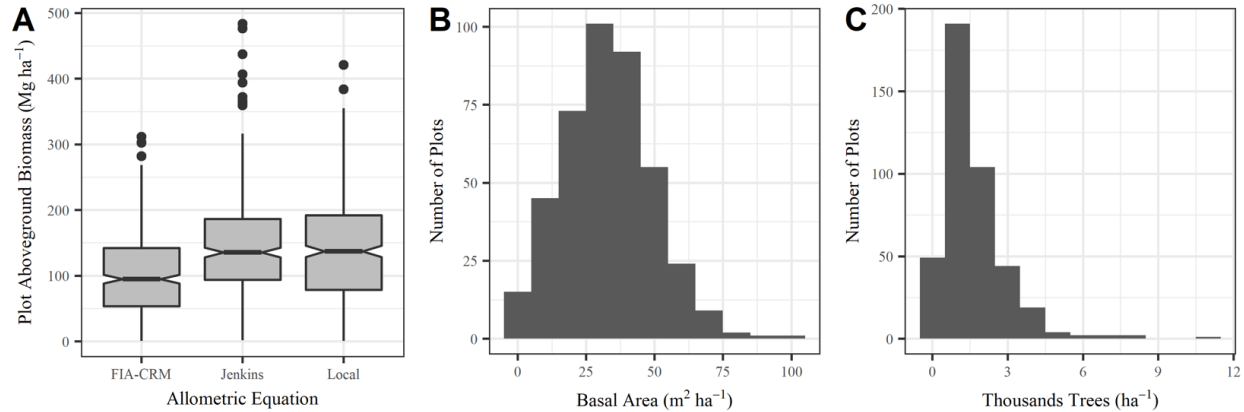 A
Plot Aboveground Biomass (Mg ha⁻¹)
500
400
300
200
100
0
FIA-CRM Jenkins Local
Allometric Equation
B
Number of Plots
100
75
50
25
0
0 25 50 75 100
Basal Area (m² ha⁻¹)
C
Number of Plots
200
150
100
50
0
0 3 6 9 12
Thousands Trees (ha⁻¹)